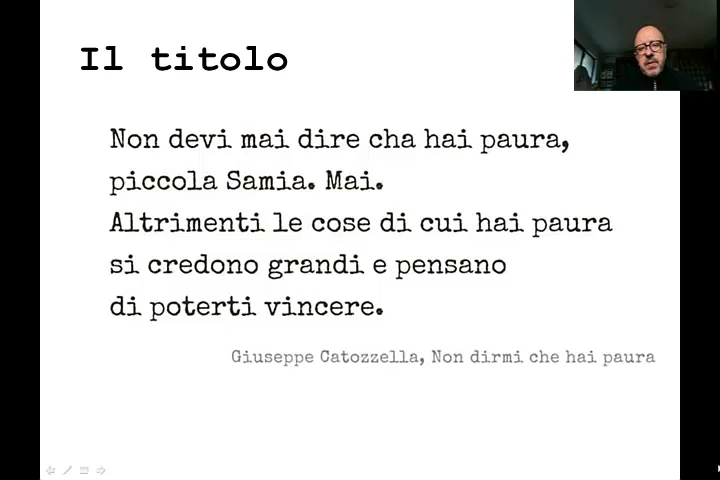 Il titolo
Non devi mai dire cha hai paura,
piccola Samia. Mai.
Altrimenti le cose di cui hai paura
si credono grandi e pensano
di poterti vincere.
Giuseppe Catozzella, Non dirmi che hai paura